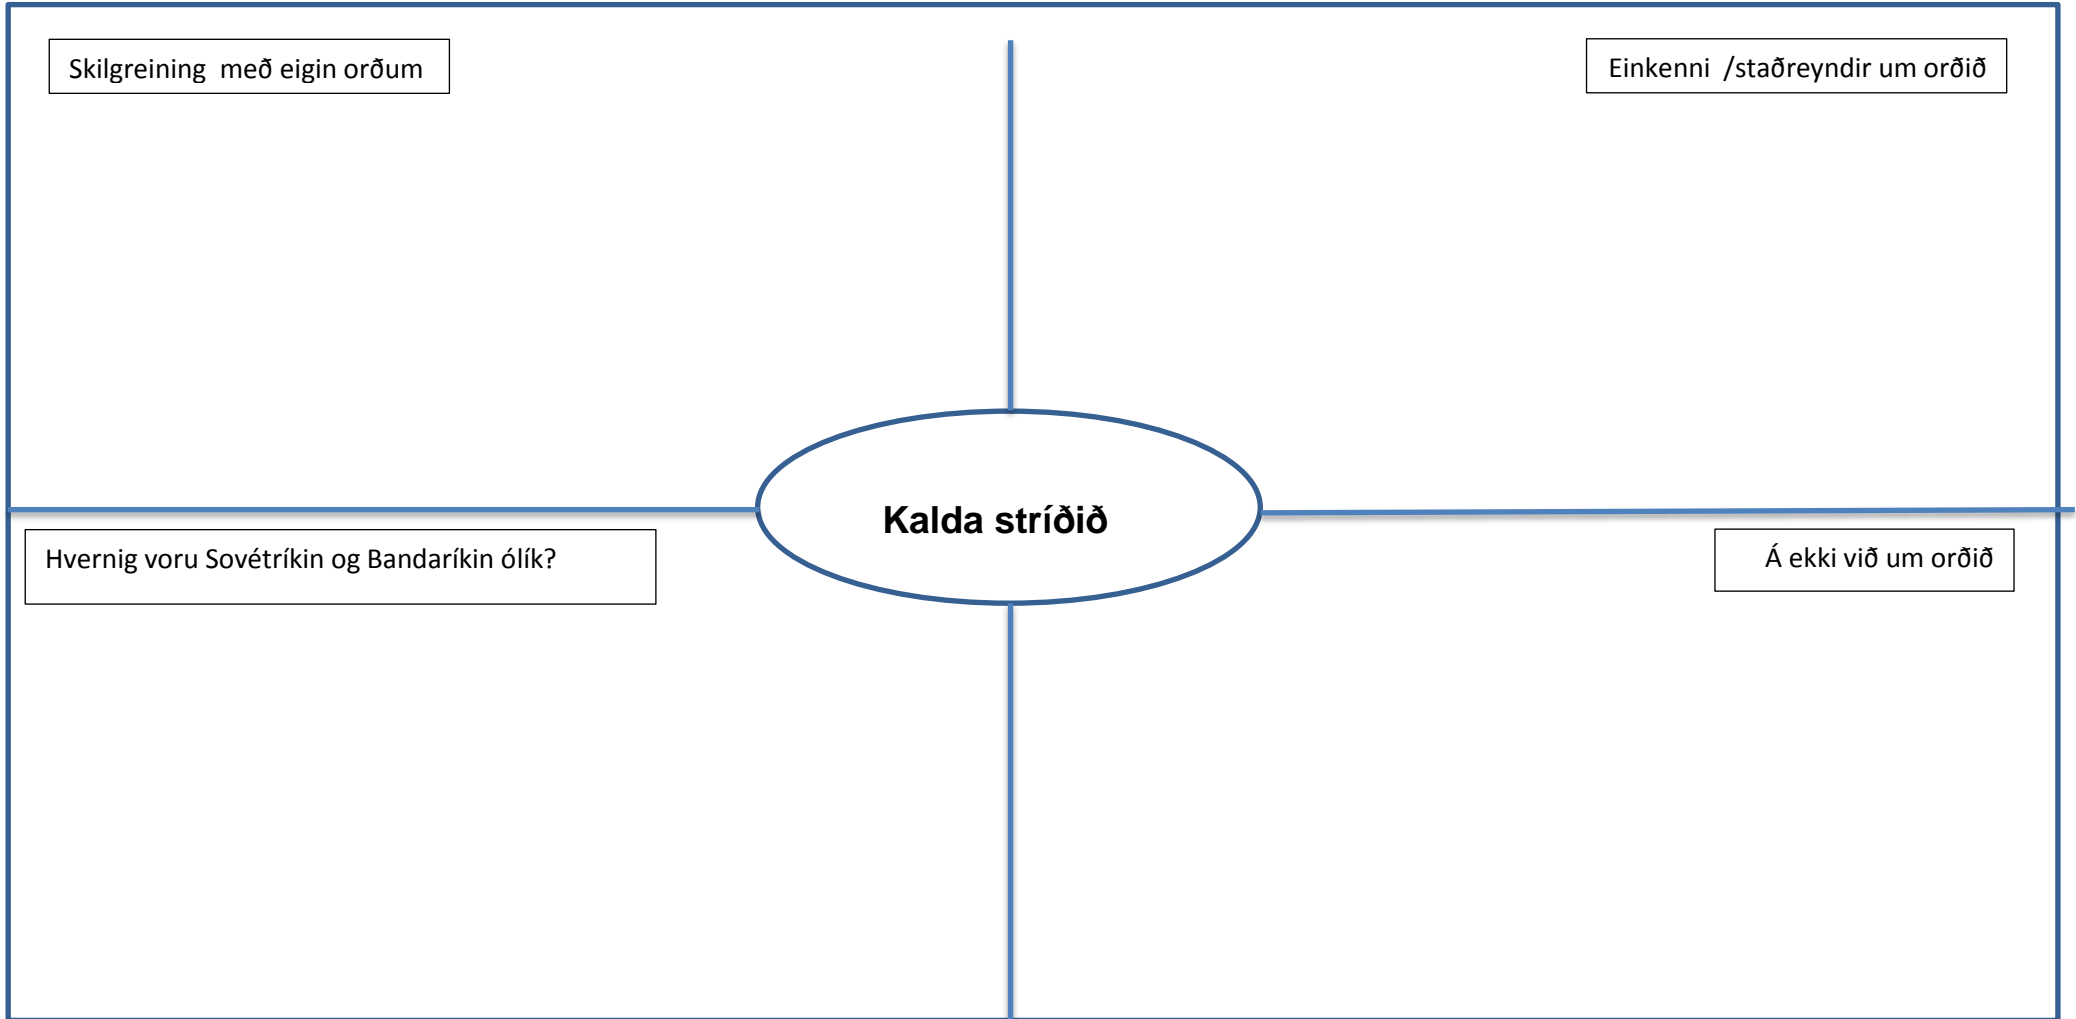 Skilgreining með eigin orðum
Einkenni /staðreyndir um orðið
Kalda stríðið
Hvernig voru Sovétríkin og Bandaríkin ólík?
Á ekki við um orðið